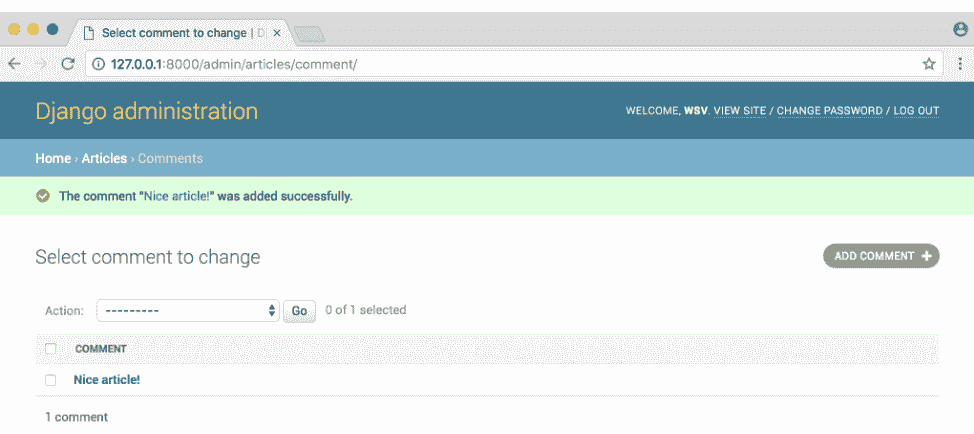 Select comment to change | D
127.0.0.1:8000/admin/articles/comment/
Django administration
WELCOME, WSV. VIEW SITE / CHANGE PASSWORD / LOG OUT
Home › Articles › Comments
The comment "Nice article!" was added successfully.
Select comment to change
ADD COMMENT
Action: --------- Go 0 of 1 selected
COMMENT
Nice article!
1 comment